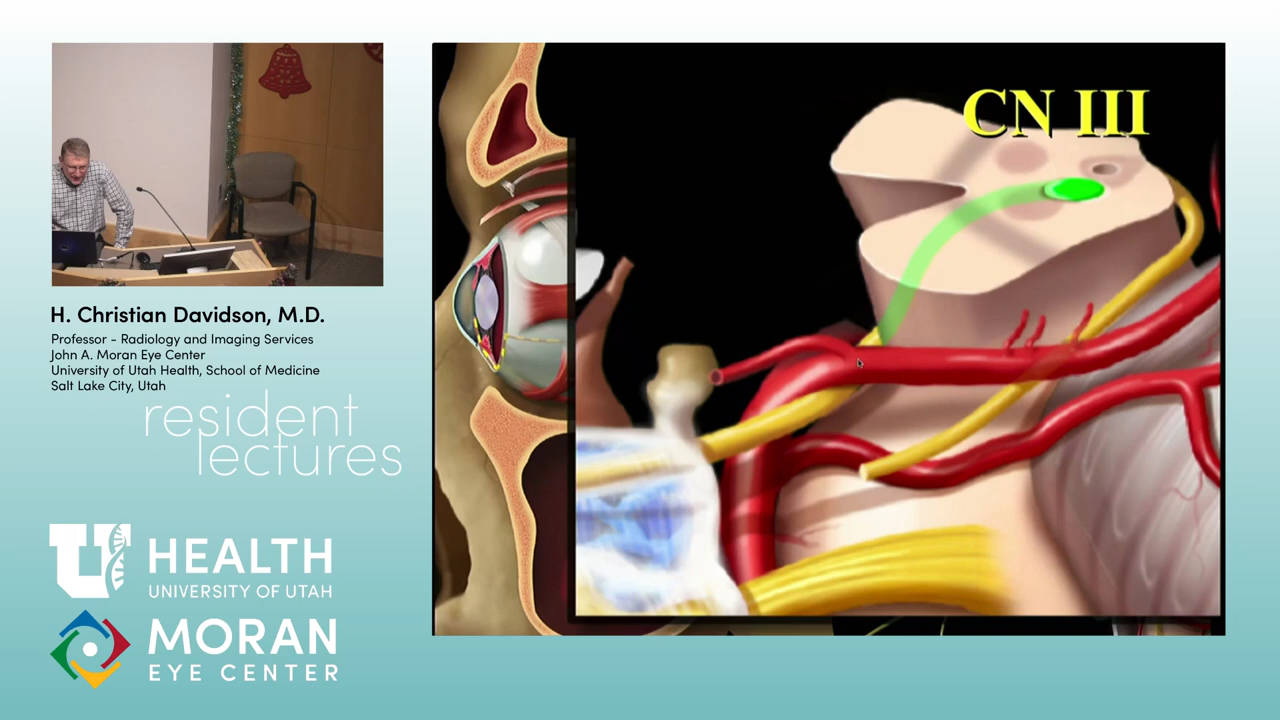 CN III
H. Christian Davidson, M.D.
Professor - Radiology and Imaging Services
John A. Moran Eye Center
University of Utah Health, School of Medicine
Salt Lake City, Utah
resident
lectures
U HEALTH
UNIVERSITY OF UTAH
MORAN
EYE CENTER